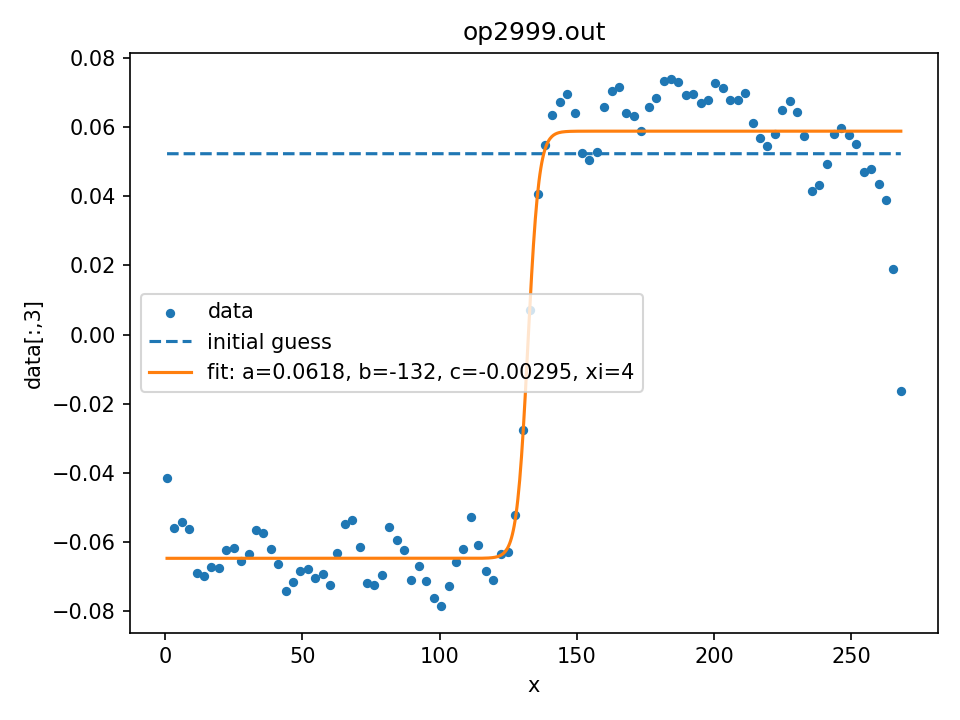 op2999.out
data[:,3]
0.08
0.06
0.04
0.02
0.00
−0.02
−0.04
−0.06
−0.08
data
initial guess
fit: a=0.0618, b=-132, c=-0.00295, xi=4
0 50 100 150 200 250
x